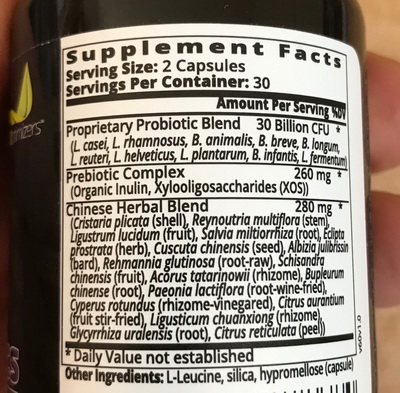 Supplement Facts
Serving Size: 2 Capsules
Servings Per Container: 30
Amount Per Serving %DV
Proprietary Probiotic Blend 30 Billion CFU *
(L. casei, L. rhamnosus, B. animalis, B. breve, B. longum,
L. reuteri, L. helveticus, L. plantarum, B. infantis, L. fermentum)
Prebiotic Complex 260 mg *
(Organic Inulin, Xylooligosaccharides (XOS))
Chinese Herbal Blend 280 mg *
(Cristaria plicata (shell), Reynoutria multiflora (stem),
Ligustrum lucidum (fruit), Salvia miltiorrhiza (root), Eclipta
prostrata (herb), Cuscuta chinensis (seed), Albizia julibrissin
(bard), Rehmannia glutinosa (root-raw), Schisandra
chinensis (fruit), Acorus tatarinowii (rhizome), Bupleurum
chinense (root), Paeonia lactiflora (root-wine-fried),
Cyperus rotundus (rhizome-vinegared), Citrus aurantium
(fruit stir-fried), Ligusticum chuanxiong (rhizome),
Glycyrrhiza uralensis (root), Citrus reticulata (peel))
* Daily Value not established
Other Ingredients: L-Leucine, silica, hypromellose (capsule)
v60v1.0